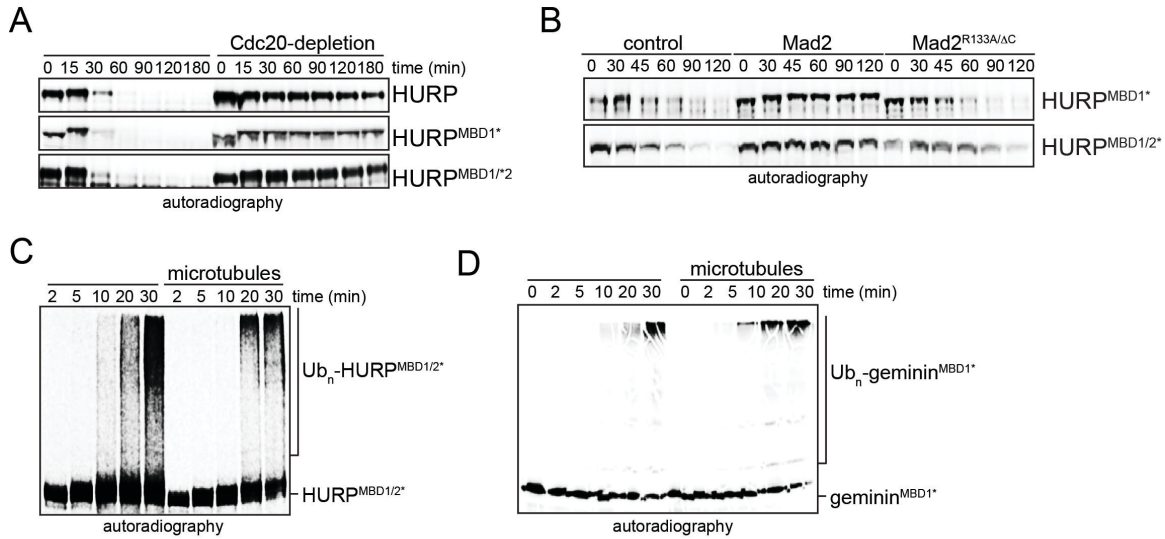 A
Cdc20-depletion
0 15 30 60 90 120 180 0 15 30 60 90 120 180 time (min)
HURP
HURP^MBD1*
HURP^MBD1/*2
autoradiography
B
control Mad2 Mad2^R133A/ΔC
0 30 45 60 90 120 0 30 45 60 90 120 0 30 45 60 90 120
HURP^MBD1*
HURP^MBD1/2*
autoradiography
C
microtubules
2 5 10 20 30 2 5 10 20 30 time (min)
Ub_n-HURP^MBD1/2*
HURP^MBD1/2*
autoradiography
D
microtubules
0 2 5 10 20 30 0 2 5 10 20 30 time (min)
Ub_n-geminin^MBD1*
geminin^MBD1*
autoradiography